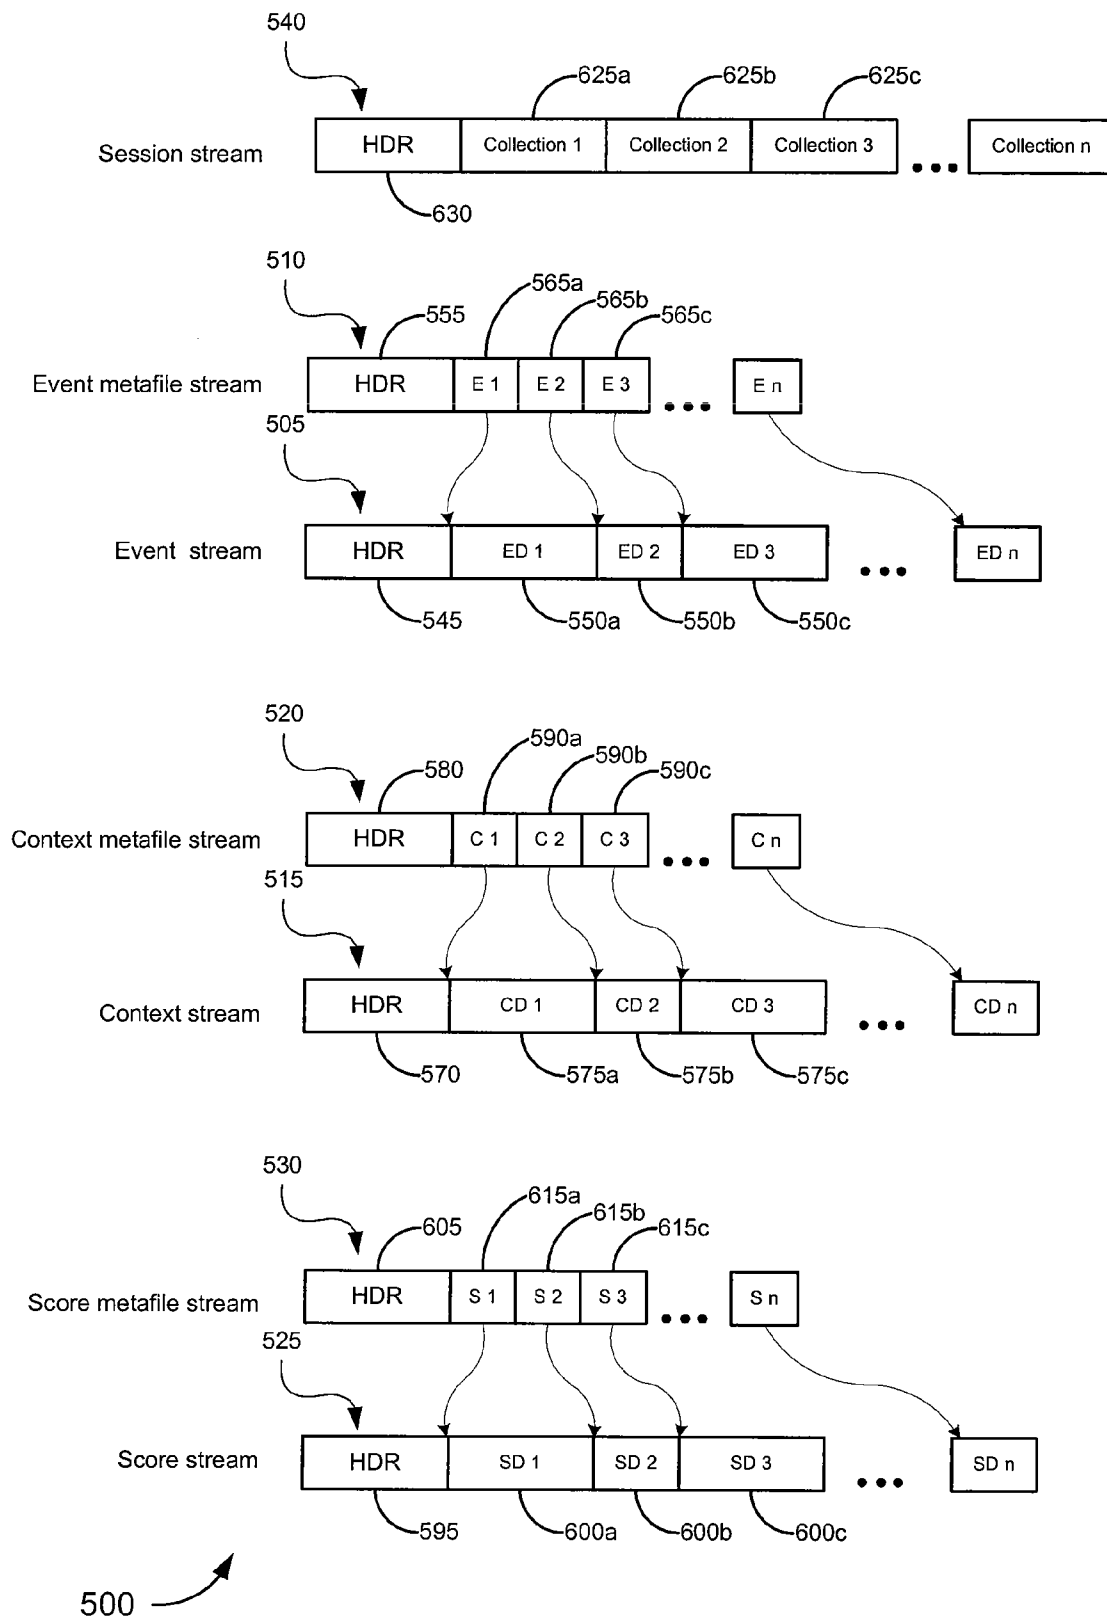 540
625a 625b 625c
Session stream HDR Collection 1 Collection 2 Collection 3 ●●● Collection n
630
510
565a
555 565b
565c
Event metafile stream HDR E 1 E 2 E 3 ●●● E n
505
Event stream HDR ED 1 ED 2 ED 3 ●●● ED n
545 550a 550b 550c
520
590a
580 590b
590c
Context metafile stream HDR C 1 C 2 C 3 ●●● C n
515
Context stream HDR CD 1 CD 2 CD 3 ●●● CD n
570 575a 575b 575c
530
615a
605 615b
615c
Score metafile stream HDR S 1 S 2 S 3 ●●● S n
525
Score stream HDR SD 1 SD 2 SD 3 ●●● SD n
595 600a 600b 600c
500